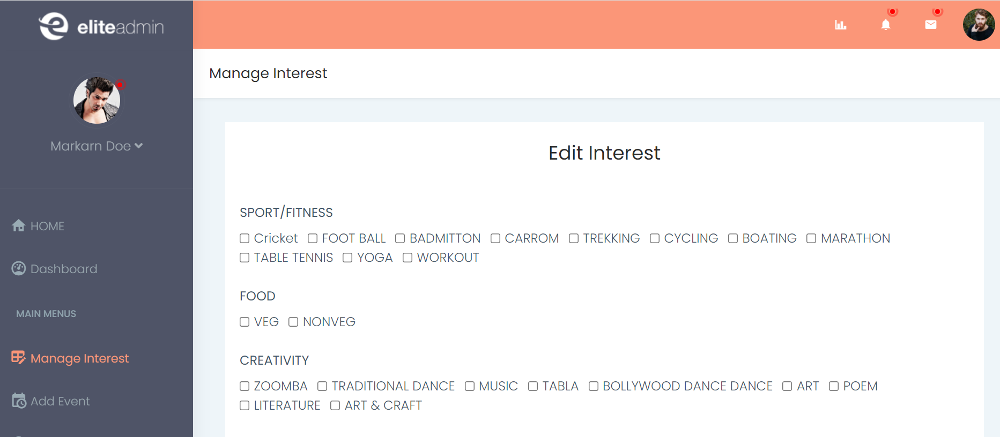 eliteadmin
Manage Interest
Markarn Doe
Edit Interest
HOME
Dashboard
MAIN MENUS
Manage Interest
Add Event
SPORT/FITNESS
Cricket FOOT BALL BADMITTON CARROM TREKKING CYCLING BOATING MARATHON
TABLE TENNIS YOGA WORKOUT
FOOD
VEG NONVEG
CREATIVITY
ZOOMBA TRADITIONAL DANCE MUSIC TABLA BOLLYWOOD DANCE DANCE ART POEM
LITERATURE ART & CRAFT